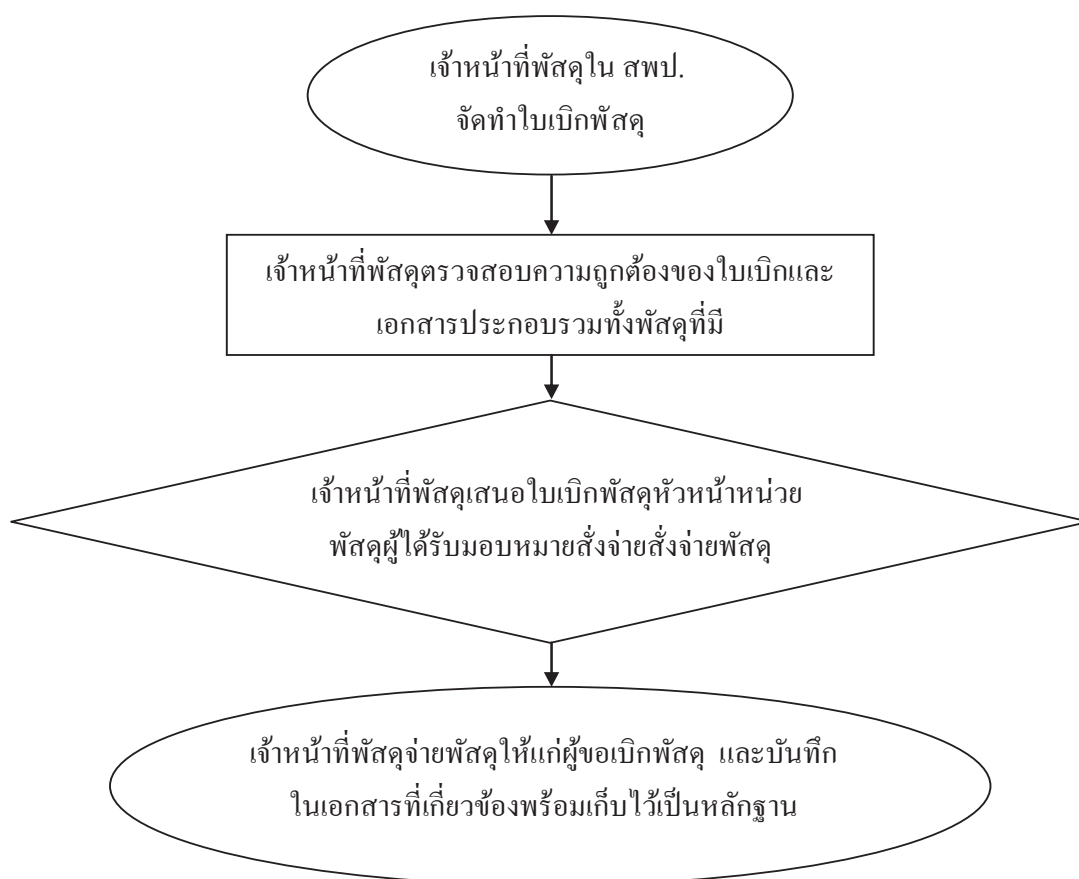 เจ้าหน้าที่พัสดุใน สพป.
จัดทำใบเบิกพัสดุ
เจ้าหน้าที่พัสดุตรวจสอบความถูกต้องของใบเบิกและ
เอกสารประกอบรวมทั้งพัสดุที่มี
เจ้าหน้าที่พัสดุเสนอใบเบิกพัสดุหัวหน้าหน่วย
พัสดุผู้ได้รับมอบหมายสั่งจ่ายสั่งจ่ายพัสดุ
เจ้าหน้าที่พัสดุจ่ายพัสดุให้แก่ผู้ขอเบิกพัสดุ และบันทึก
ในเอกสารที่เกี่ยวข้องพร้อมเก็บไว้เป็นหลักฐาน